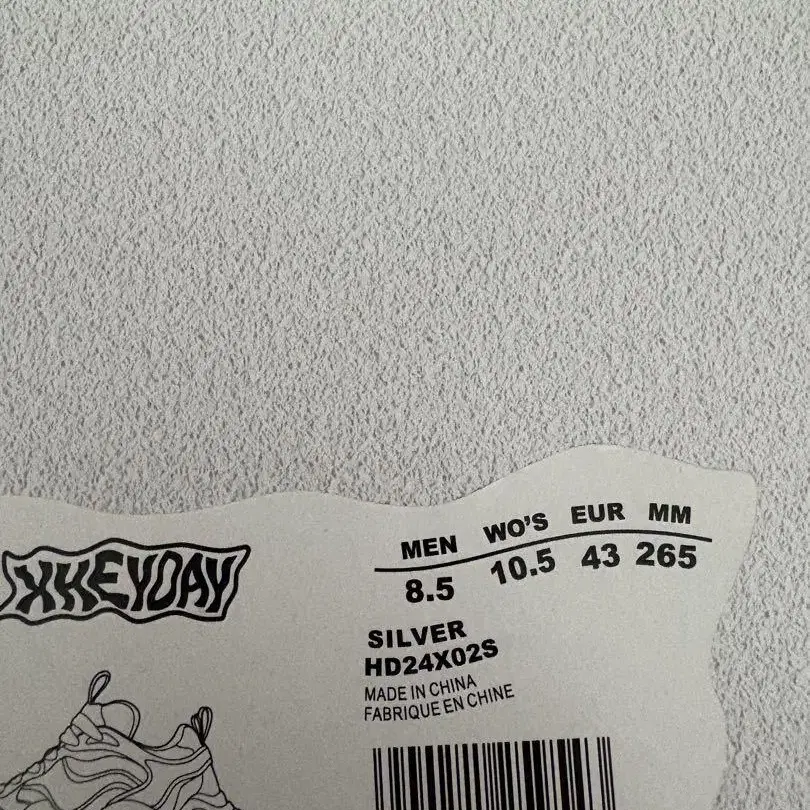 XHEYDAY
MEN WO'S EUR MM
8.5 10.5 43 265
SILVER
HD24X02S
MADE IN CHINA
FABRIQUE EN CHINE